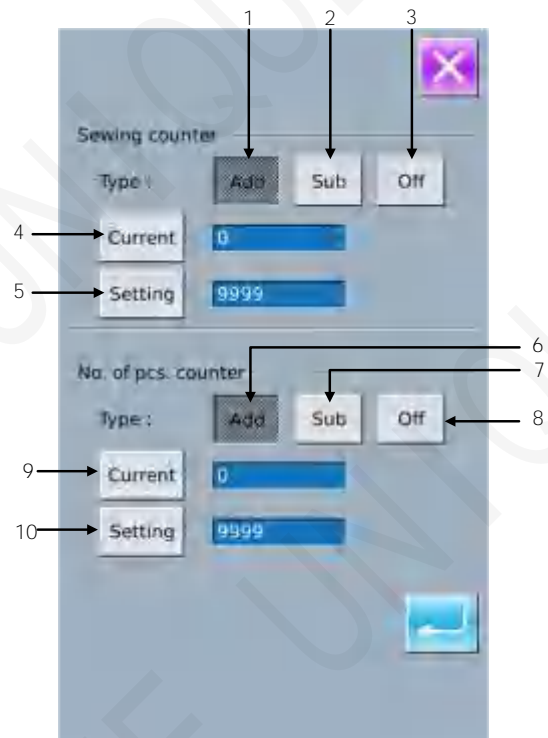 1 2 3
Sewing counter
Type : Add Sub Off
4 Current 0
5 Setting 9999
6
No. of pcs. counter 7
Type : Add Sub Off 8
9 Current 0
10 Setting 9999